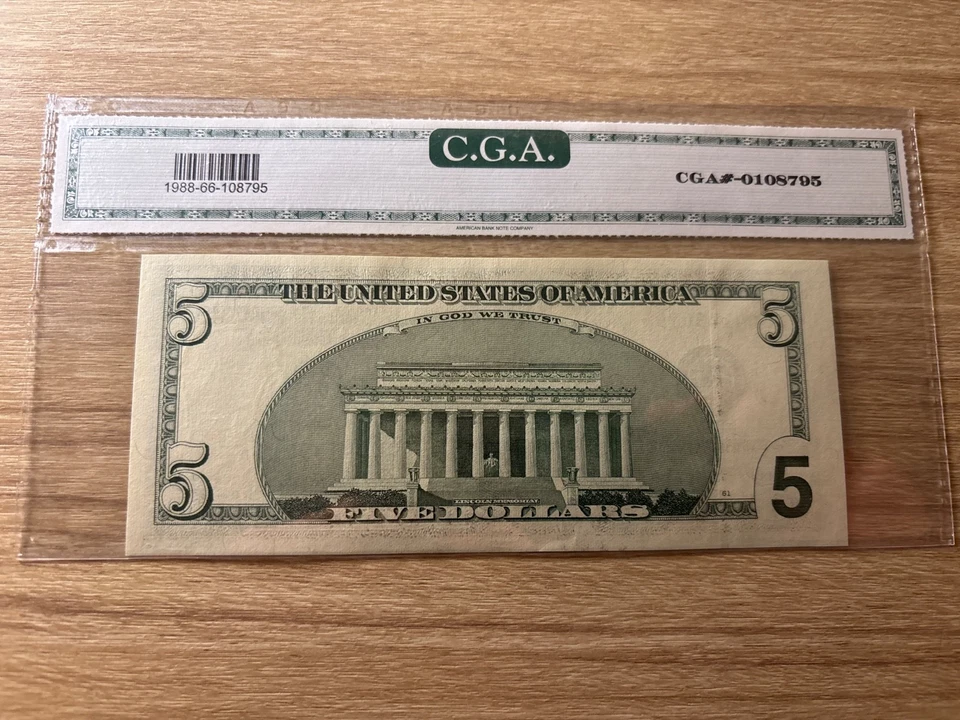 C.G.A.
1988-66-108795
CGA#-0108795
AMERICAN BANK NOTE COMPANY
5 THE UNITED STATES OF AMERICA 5
IN GOD WE TRUST
LINCOLN MEMORIAL
61
5 FIVE DOLLARS 5